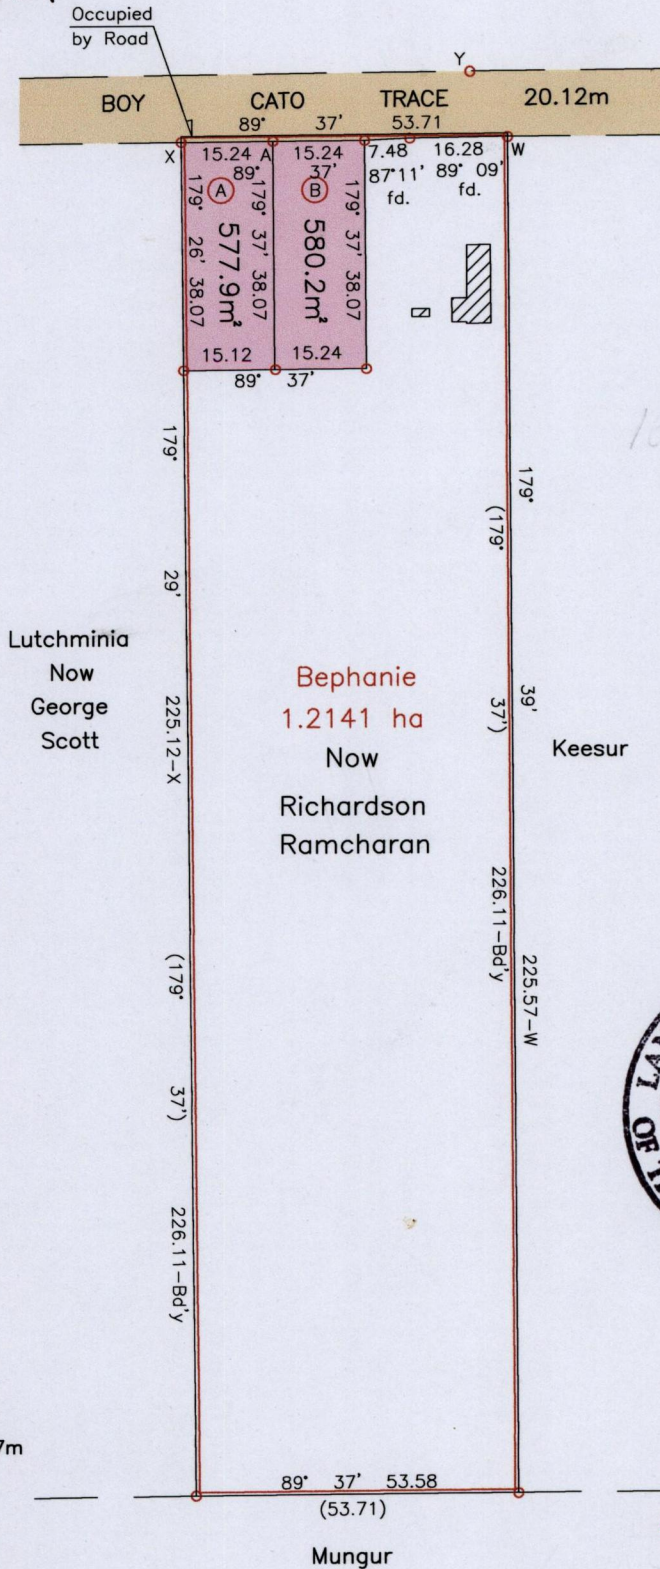 Occupied
by Road
Y
BOY CATO TRACE 20.12m
89° 37' 53.71
X 15.24 A 15.24 7.48 16.28 W
89° 37' 87°11' 89° 09'
fd. fd.
A B
179° 26' 38.07
577.9m²
179° 37' 38.07
580.2m²
179° 37' 38.07
15.12 15.24
89° 37'
179° 29' 225.12-X
(179° 37') 226.11-Bd'y
179° 39' 225.57-W
(179° 37') 226.11-Bd'y
Lutchminia
Now
George
Scott
Bephanie
1.2141 ha
Now
Richardson
Ramcharan
Keesur
OF LAN
7m
89° 37' 53.58
(53.71)
Mungur